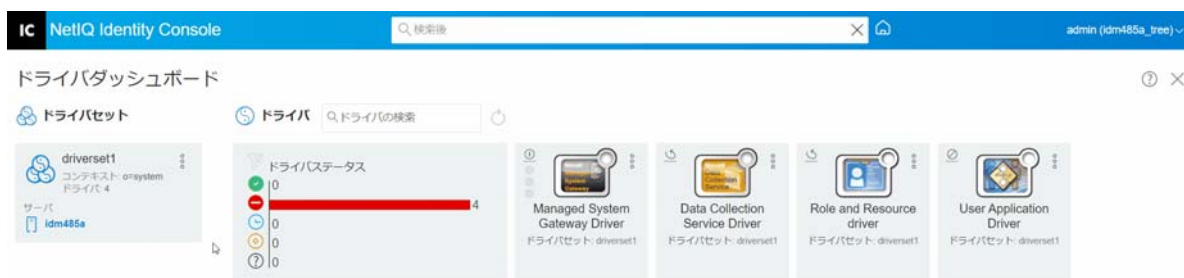 IC NetIQ Identity Console
検索後
admin (idm485a_tree)
ドライバダッシュボード
ドライバセット
ドライバ
ドライバの検索
driverset1
コンテキスト: o=system
ドライバ: 4
サーバ
idm485a
ドライバステータス
0
4
0
0
0
Managed System Gateway
Managed System
Gateway Driver
ドライバセット: driverset1
Collection Service
Data Collection
Service Driver
ドライバセット: driverset1
Role and Resource
driver
ドライバセット: driverset1
User Application
Driver
ドライバセット: driverset1